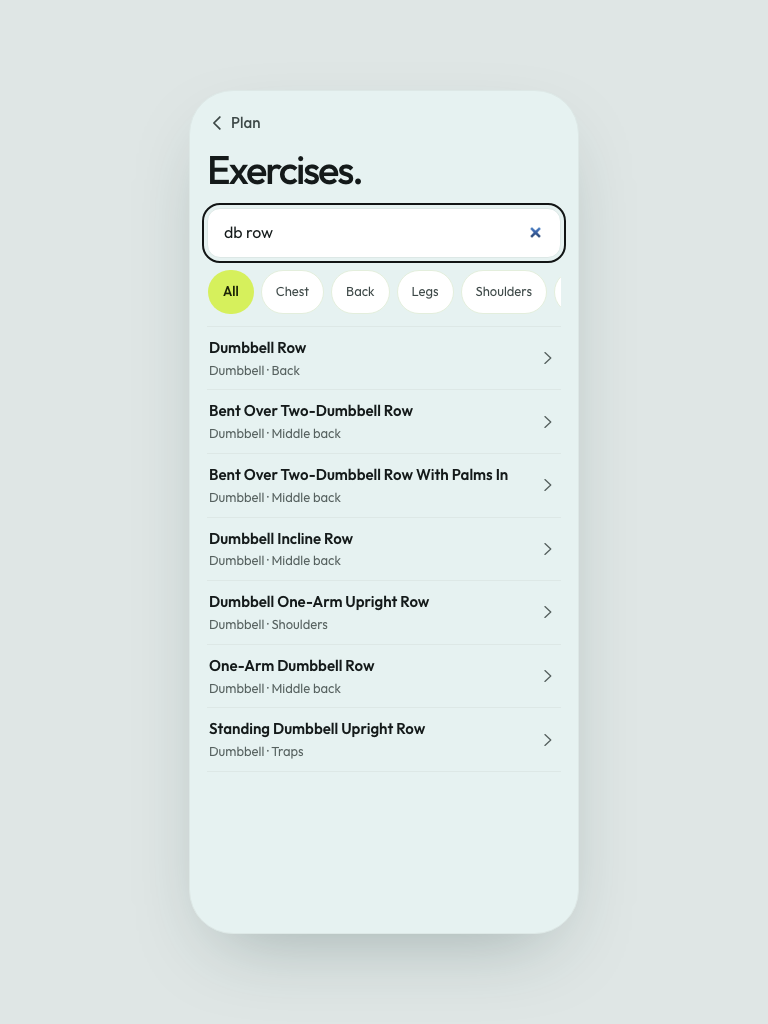 Plan
Exercises.
db row
All Chest Back Legs Shoulders
Dumbbell Row
Dumbbell · Back
Bent Over Two-Dumbbell Row
Dumbbell · Middle back
Bent Over Two-Dumbbell Row With Palms In
Dumbbell · Middle back
Dumbbell Incline Row
Dumbbell · Middle back
Dumbbell One-Arm Upright Row
Dumbbell · Shoulders
One-Arm Dumbbell Row
Dumbbell · Middle back
Standing Dumbbell Upright Row
Dumbbell · Traps